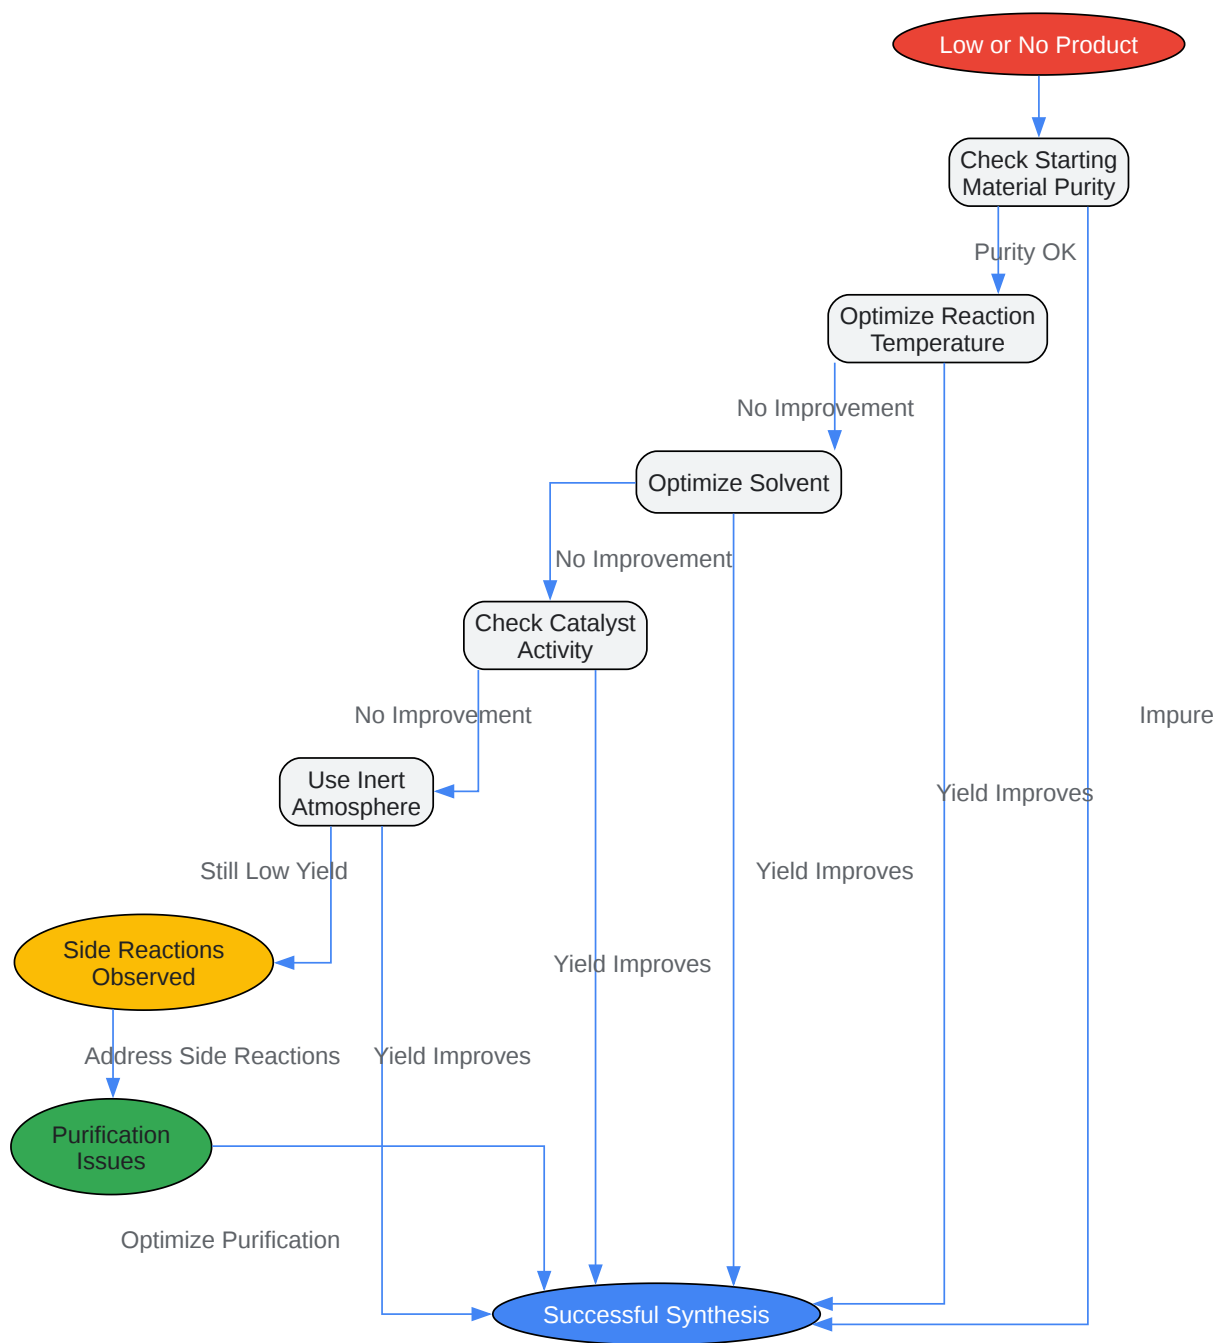 Low or No Product
Check Starting
Material Purity
Purity OK
Optimize Reaction
Temperature
No Improvement
Optimize Solvent
No Improvement
Check Catalyst
Activity
No Improvement
Impure
Use Inert
Atmosphere
Yield Improves
Still Low Yield
Yield Improves
Side Reactions
Observed
Yield Improves
Address Side Reactions
Yield Improves
Purification
Issues
Optimize Purification
Successful Synthesis